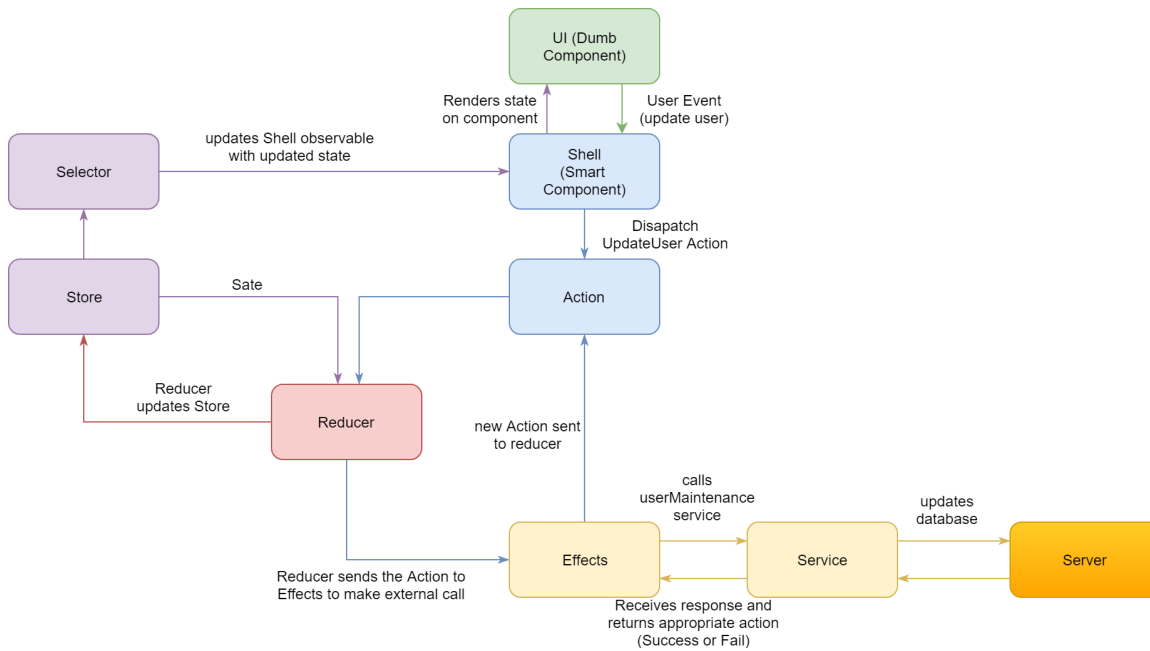 UI (Dumb
Component)
Renders state
on component
User Event
(update user)
updates Shell observable
with updated state
Selector
Shell
(Smart
Component)
Disapatch
UpdateUser Action
Store
Sate
Action
Reducer
updates Store
Reducer
new Action sent
to reducer
calls
userMaintenance
service
updates
database
Effects
Service
Server
Reducer sends the Action to
Effects to make external call
Receives response and
returns appropriate action
(Success or Fail)